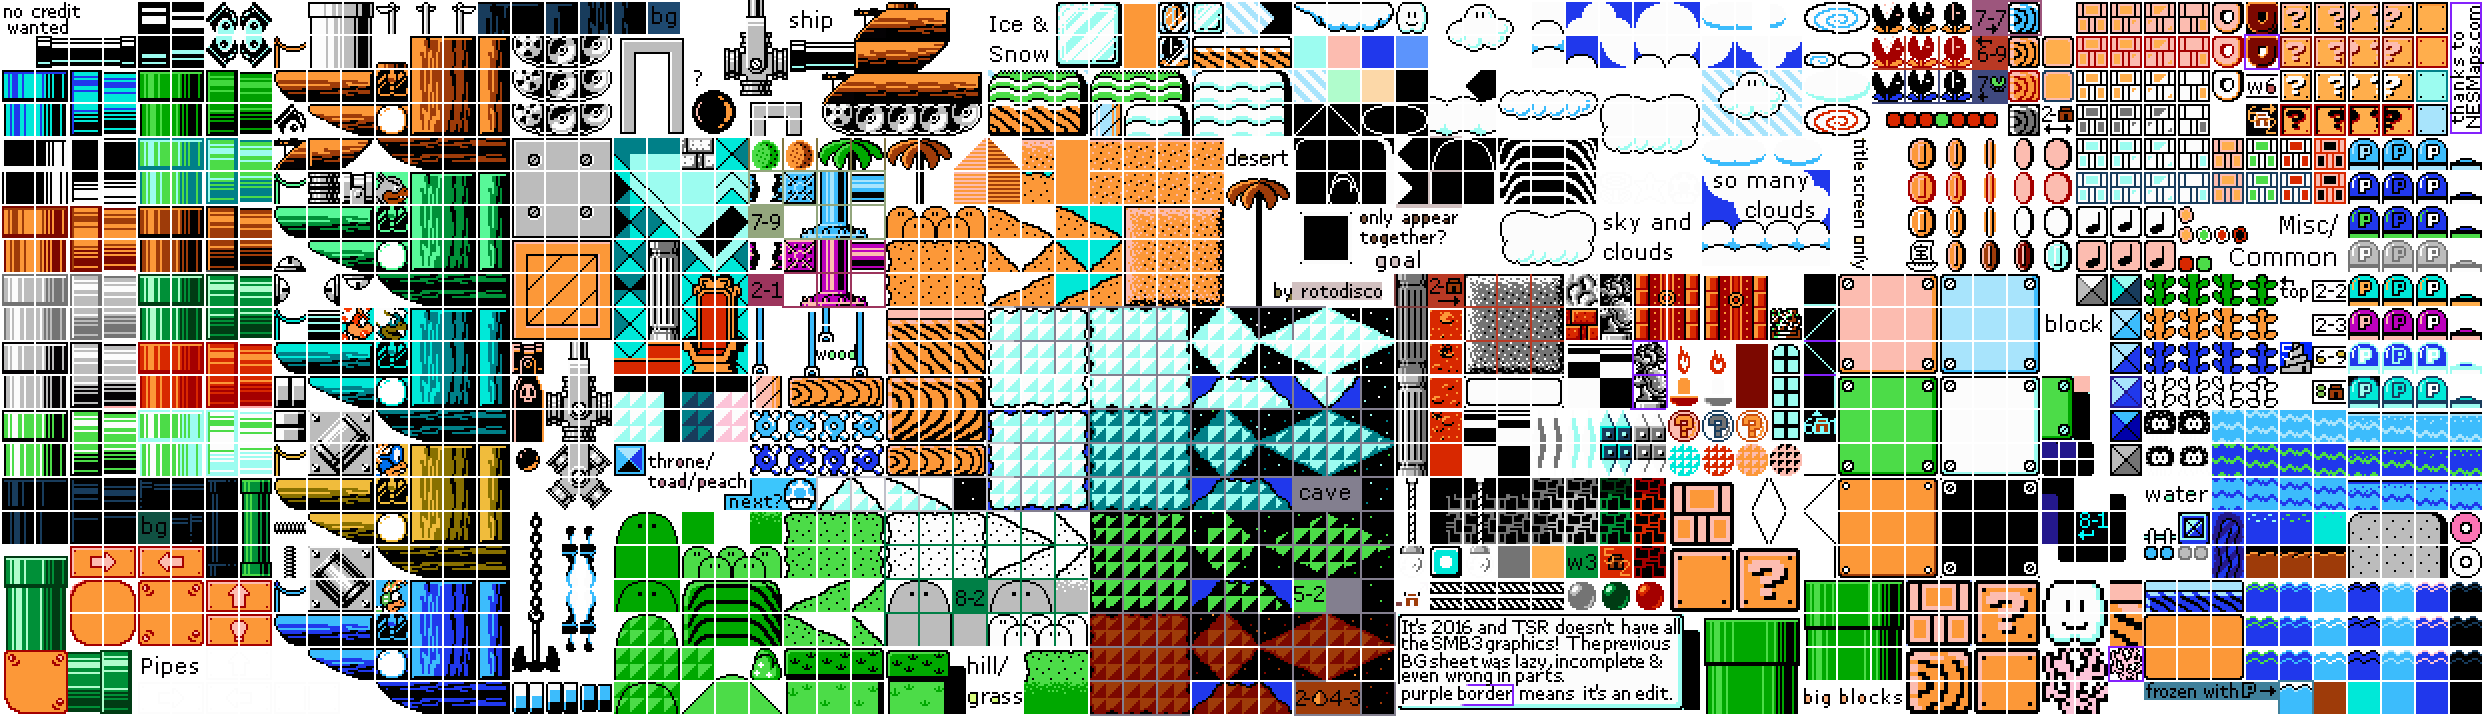 no credit
wanted
bg
ship
?
Ice &
Snow
7-7
6-9
7-
w6
2-
thanks to
NESMaps.com
title screen only
desert
so many
clouds
only appear
together?
goal
sky and
clouds
Misc/
Common
7-9
2-1
by rotodisco
2-
top
2-2
2-3
6-9
block
wood
throne/
toad/peach
next?
cave
water
8-1
bg
w3
8-2
5-2
Pipes
hill/
grass
2-
4-3
It's 2016 and TSR doesn't have all
the SMB3 graphics! The previous
BG sheet was lazy, incomplete &
even wrong in parts.
purple border means it's an edit.
big blocks
frozen with P→